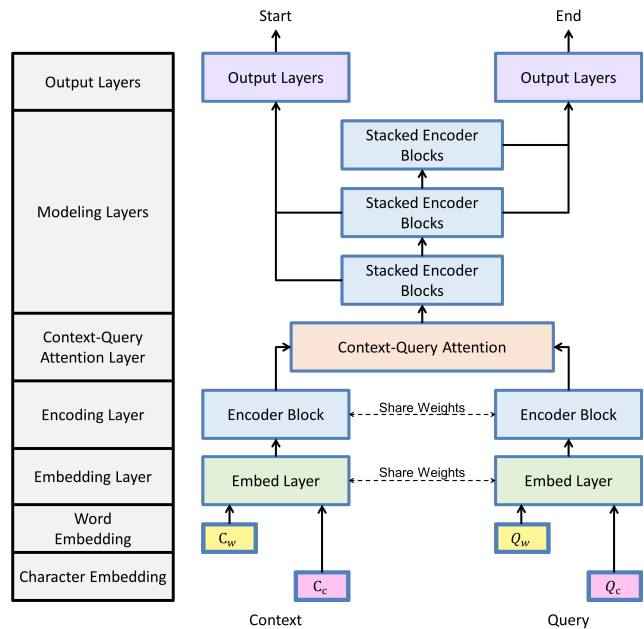 Start
End
Output Layers
Output Layers
Output Layers
Stacked Encoder
Blocks
Modeling Layers
Stacked Encoder
Blocks
Stacked Encoder
Blocks
Context-Query
Attention Layer
Context-Query Attention
Encoding Layer
Encoder Block
Share Weights
Encoder Block
Embedding Layer
Embed Layer
Share Weights
Embed Layer
Word
Embedding
C_w
Q_w
Character Embedding
C_c
Q_c
Context
Query